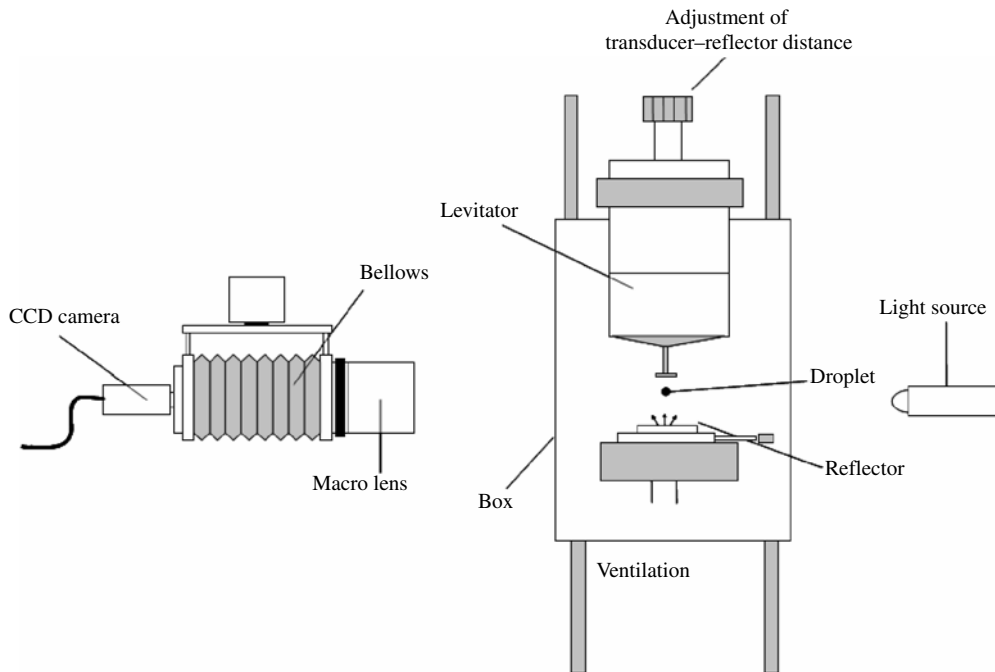 Adjustment of
transducer–reflector distance
Levitator
Bellows
CCD camera
Light source
Droplet
Macro lens
Reflector
Box
Ventilation